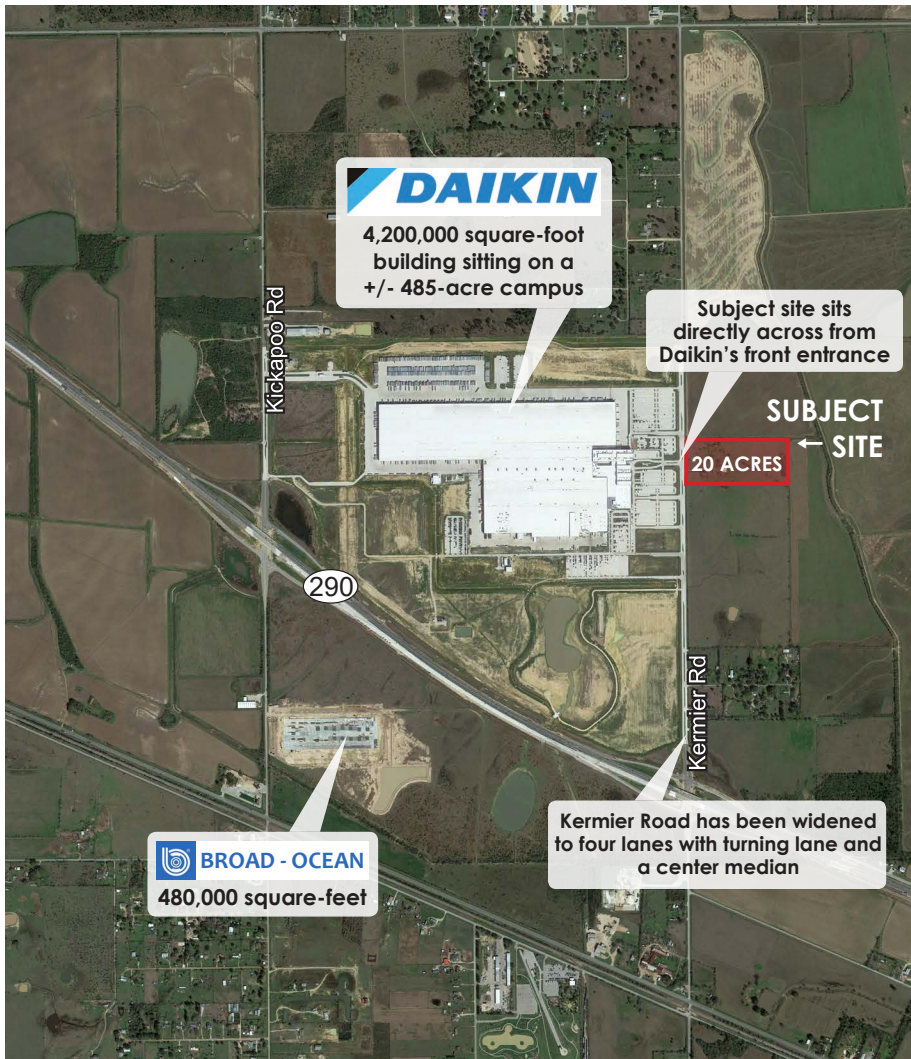 DAIKIN
4,200,000 square-foot
building sitting on a
+/- 485-acre campus
Kickapoo Rd
Subject site sits
directly across from
Daikin's front entrance
SUBJECT
← SITE
20 ACRES
290
Kermier Rd
Kermier Road has been widened
to four lanes with turning lane and
a center median
BROAD - OCEAN
480,000 square-feet